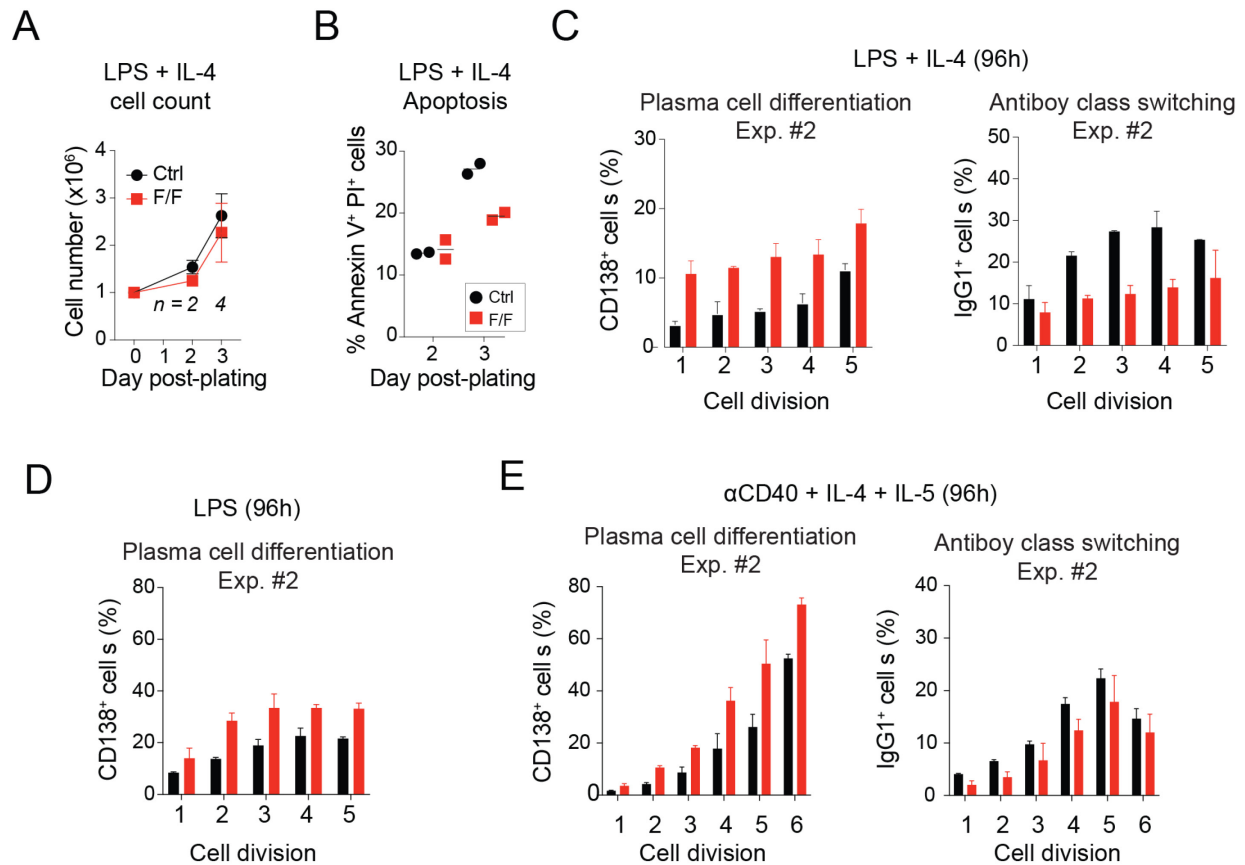 A
LPS + IL-4
cell count
Cell number (x10⁶)
4
3
2
1
0
Ctrl
F/F
n = 2 4
0 1 2 3
Day post-plating
B
LPS + IL-4
Apoptosis
% Annexin V⁺ PI⁺ cells
30
20
10
0
Ctrl
F/F
2 3
Day post-plating
C
LPS + IL-4 (96h)
Plasma cell differentiation
Exp. #2
CD138⁺ cell s (%)
30
20
10
0
1 2 3 4 5
Cell division
Antiboy class switching
Exp. #2
IgG1⁺ cell s (%)
50
40
30
20
10
0
1 2 3 4 5
Cell division
D
LPS (96h)
Plasma cell differentiation
Exp. #2
CD138⁺ cell s (%)
80
60
40
20
0
1 2 3 4 5
Cell division
E
αCD40 + IL-4 + IL-5 (96h)
Plasma cell differentiation
Exp. #2
CD138⁺ cell s (%)
80
60
40
20
0
1 2 3 4 5 6
Cell division
Antiboy class switching
Exp. #2
IgG1⁺ cell s (%)
40
30
20
10
0
1 2 3 4 5 6
Cell division